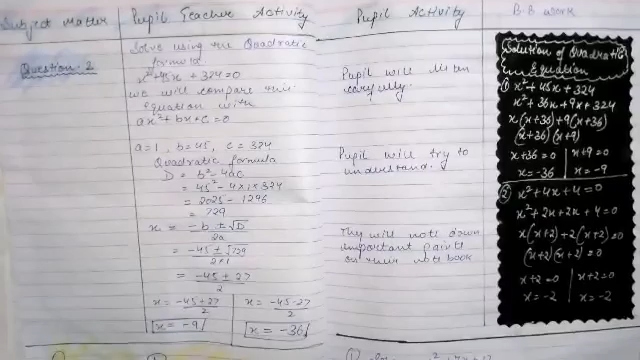 Subject Matter
Pupil Teacher Activity
Pupil Activity
B.B work
Question-2
Solve using the Quadratic
formula
x²+45x + 324=0
we will compare this
equation with
ax²+bx+c=0
a=1, b=45, c=324
Quadratic formula
D = b²-4ac
= 45²-4×1×324
= 2025-1296
= 729
x = -b ± √D
2a
= -45 ± √729
2×1
= -45 ± 27
2
x = -45+27
2
x = -9
x = -45-27
2
x = -36
Pupil will listen
carefully.
Pupil will try to
understand.
They will note down
important points
on their notebook
Solution of Quadratic
Equation
① x²+45x+324
x²+36x+9x+324
x(x+36)+9(x+36)
(x+36)(x+9)
x+36=0 | x+9=0
x=-36 | x=-9
② x²+4x+4=0
x²+2x+2x+4=0
x(x+2)+2(x+2)=0
(x+2)(x+2)=0
x+2=0 | x+2=0
x=-2 | x=-2